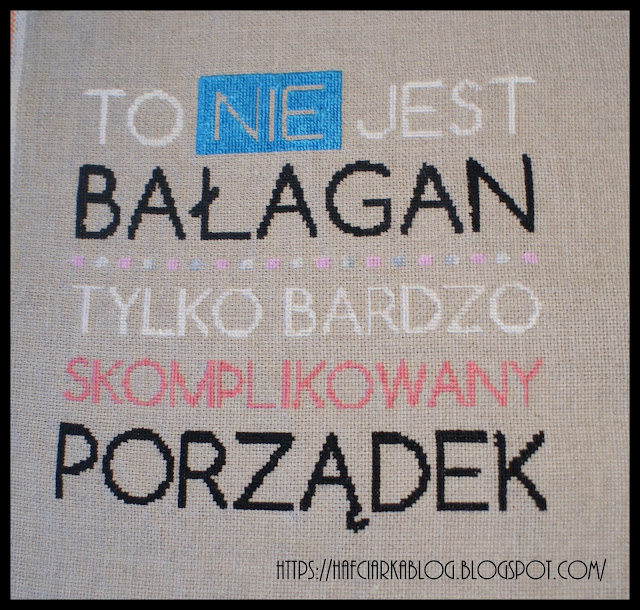 TO NIE JEST
BAŁAGAN
TYLKO BARDZO
SKOMPLIKOWANY
PORZĄDEK
HTTPS://HAFCIARKABLOG.BLOGSPOT.COM/